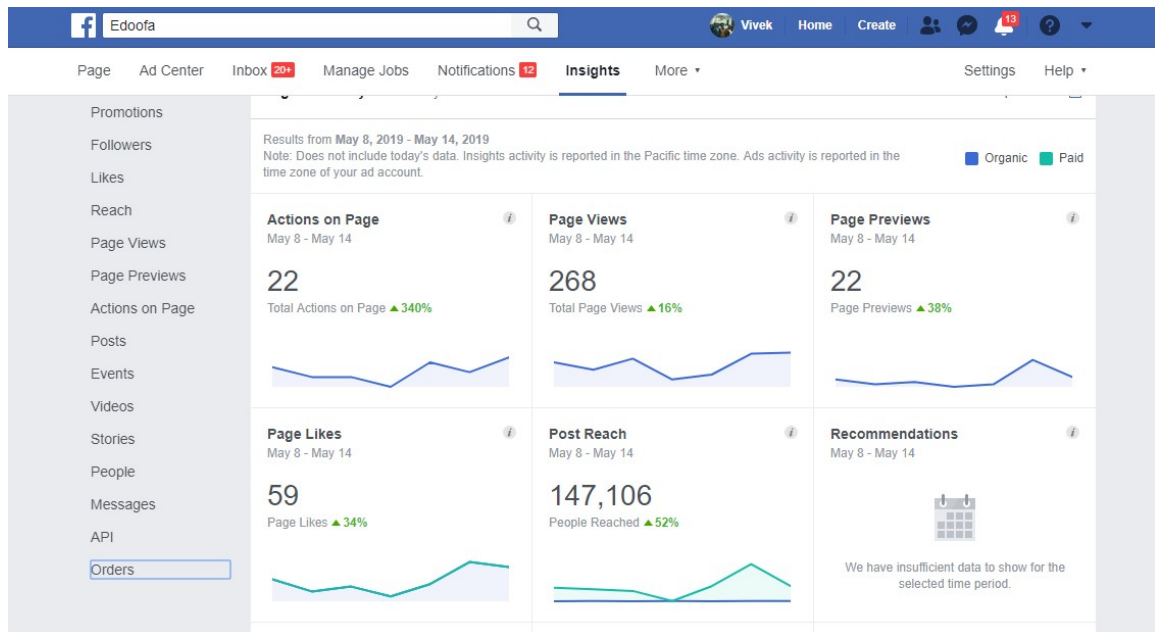 f Edoofa Vivek Home Create 13
Page Ad Center Inbox 20+ Manage Jobs Notifications 12 Insights More Settings Help
Promotions
Followers
Likes
Reach
Page Views
Page Previews
Actions on Page
Posts
Events
Videos
Stories
People
Messages
API
Orders
Results from May 8, 2019 - May 14, 2019
Note: Does not include today's data. Insights activity is reported in the Pacific time zone. Ads activity is reported in the
time zone of your ad account.
Organic Paid
Actions on Page
May 8 - May 14
22
Total Actions on Page ▲ 340%
Page Views
May 8 - May 14
268
Total Page Views ▲ 16%
Page Previews
May 8 - May 14
22
Page Previews ▲ 38%
Page Likes
May 8 - May 14
59
Page Likes ▲ 34%
Post Reach
May 8 - May 14
147,106
People Reached ▲ 52%
Recommendations
May 8 - May 14
We have insufficient data to show for the
selected time period.